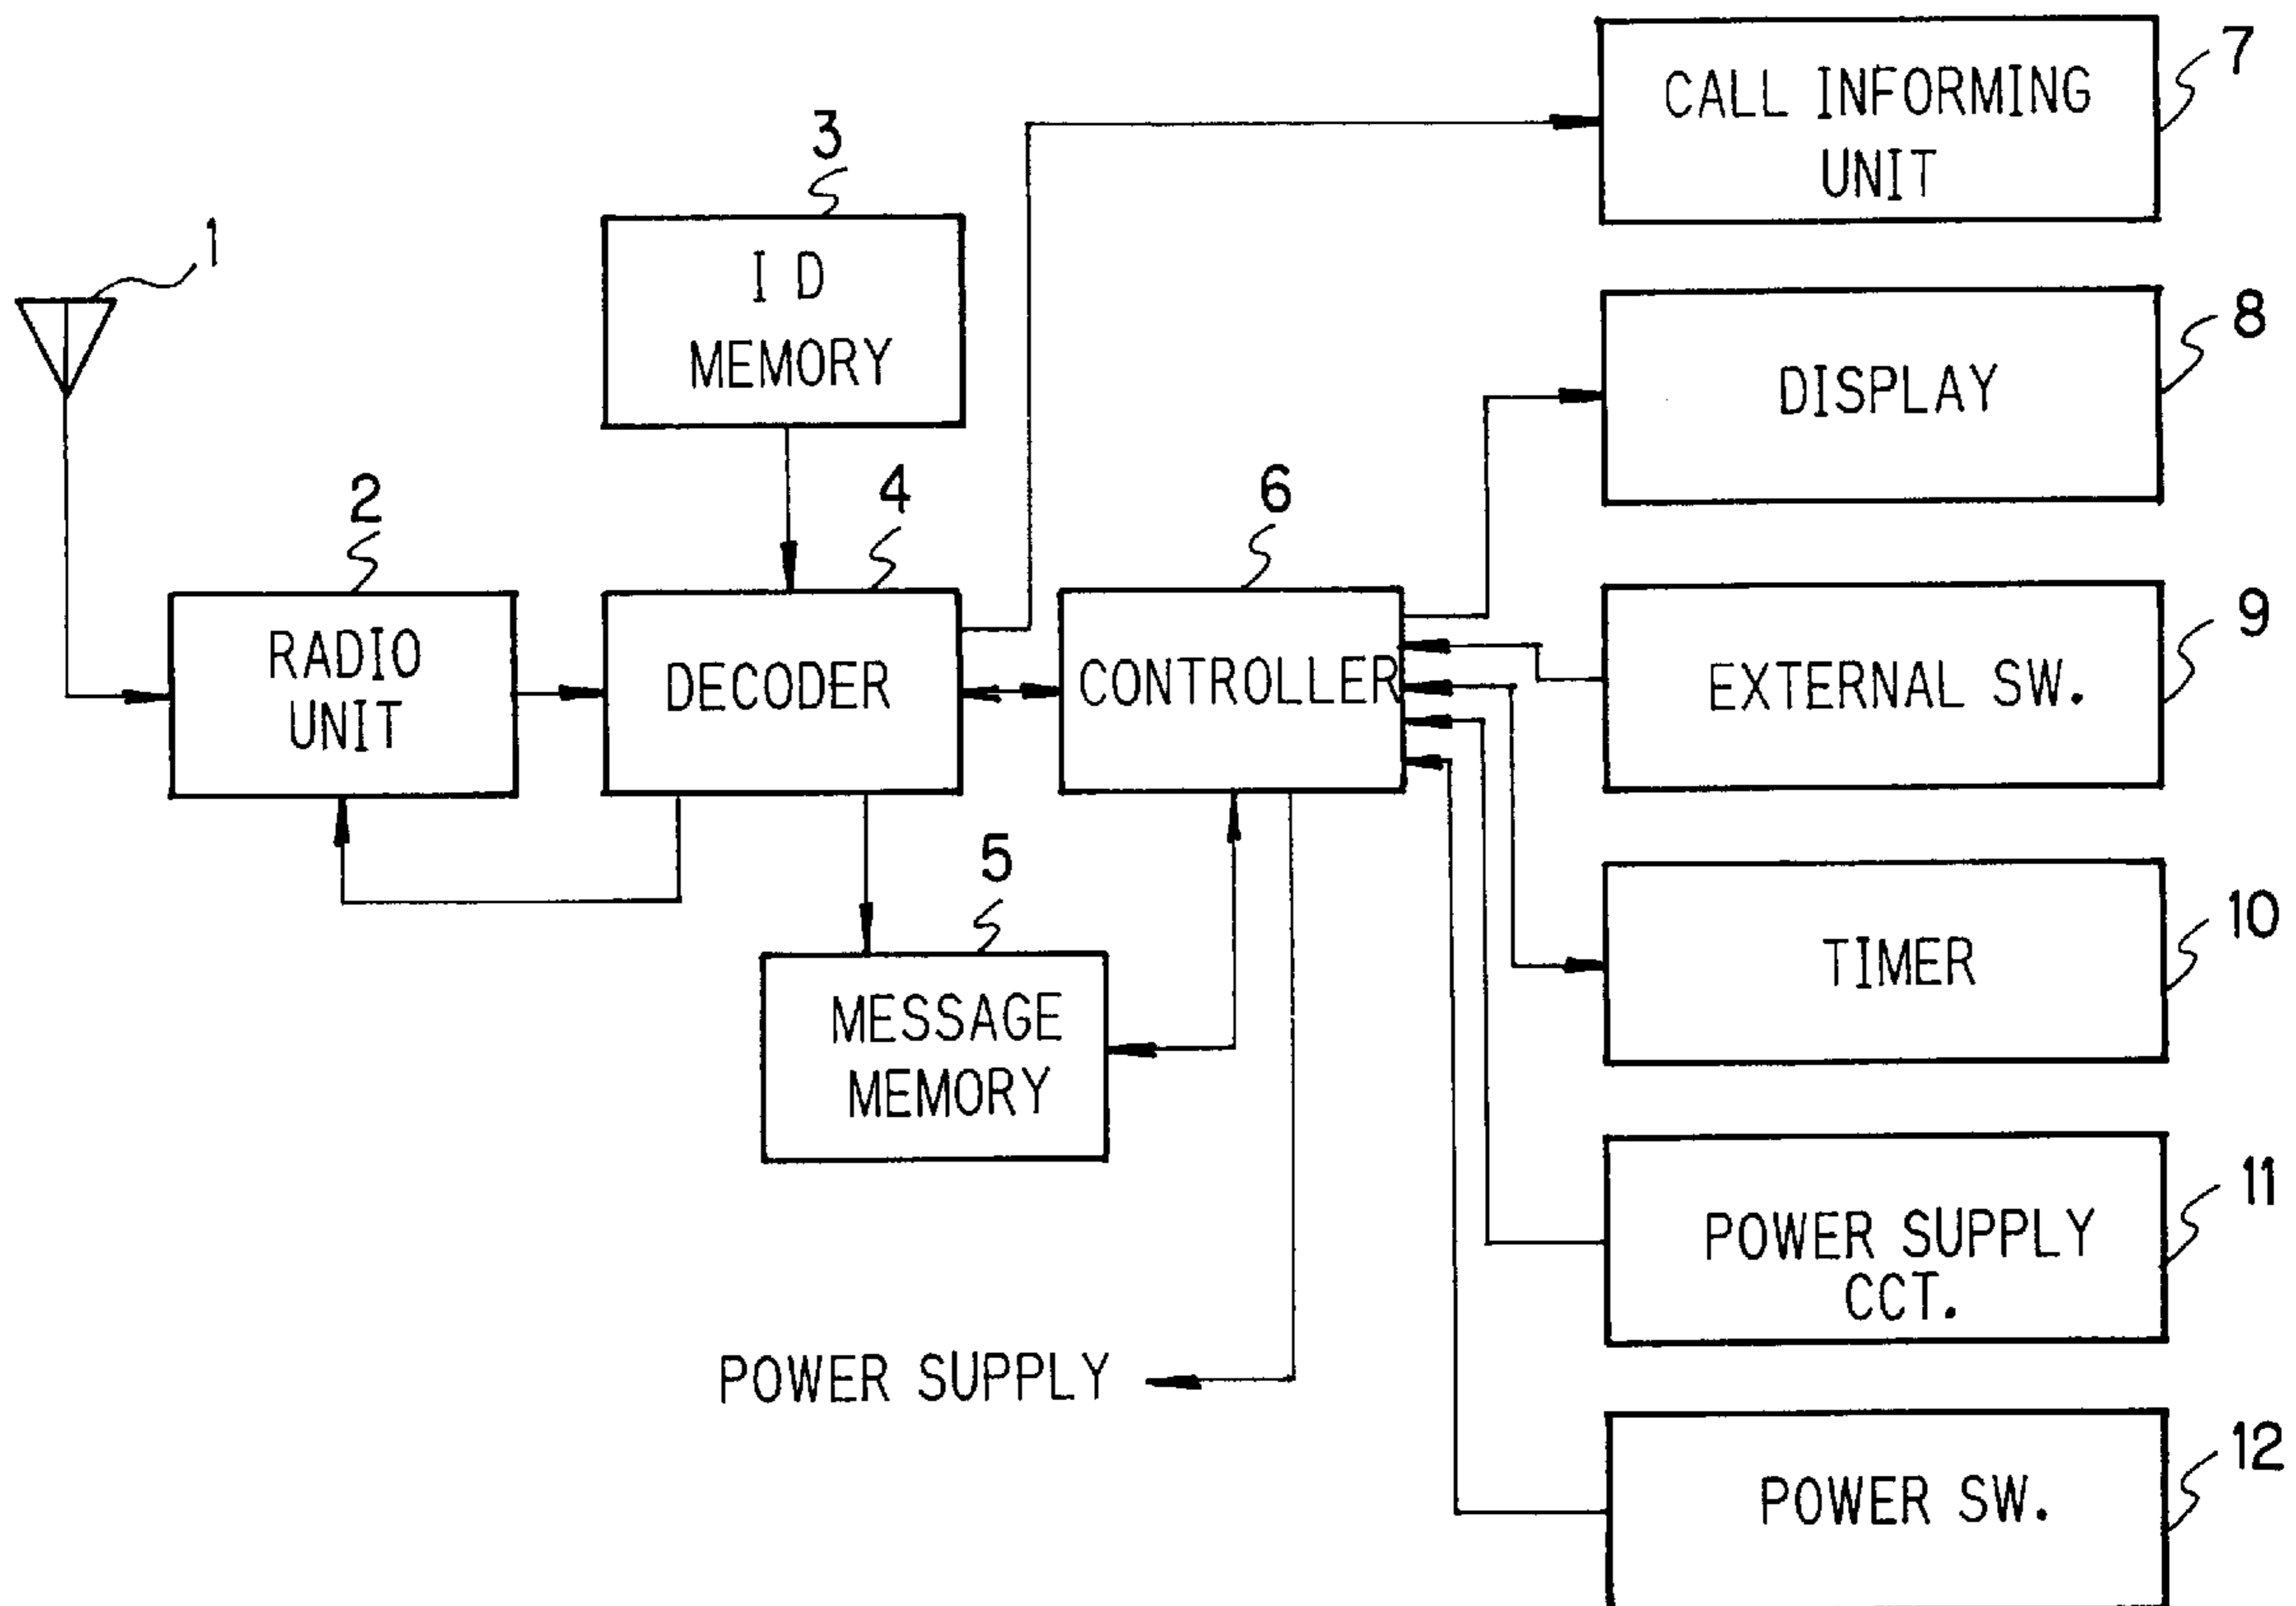 1
2
RADIO
UNIT
3
I D
MEMORY
4
DECODER
5
MESSAGE
MEMORY
6
CONTROLLER
POWER SUPPLY
CALL INFORMING
UNIT
7
DISPLAY
8
EXTERNAL SW.
9
TIMER
10
POWER SUPPLY
CCT.
11
POWER SW.
12